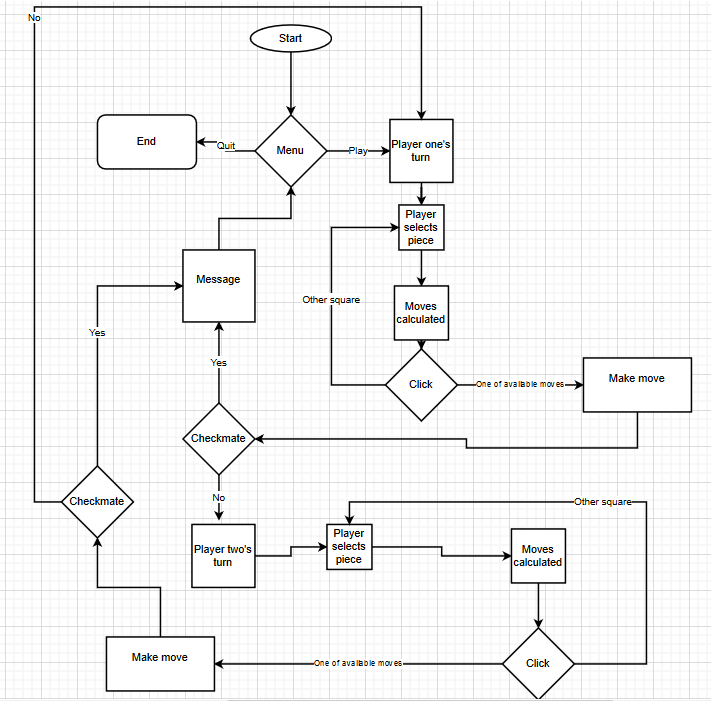 No
Start
End
Quit
Menu
Play
Player one's
turn
Player
selects
piece
Message
Other square
Moves
calculated
Yes
Yes
Click
One of available moves
Make move
Checkmate
Checkmate
No
Other square
Player two's
turn
Player
selects
piece
Moves
calculated
Make move
One of available moves
Click